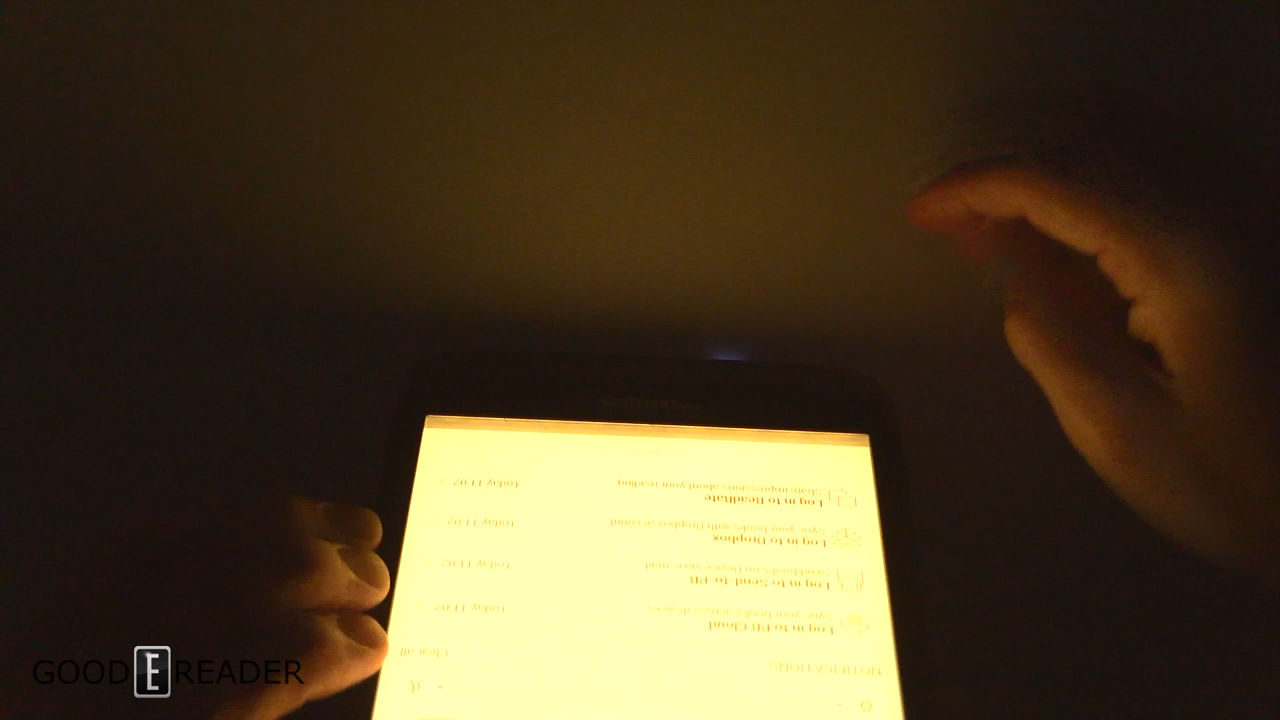 NOTIFICATIONS
Clear all
Log in to PB Cloud
Sync your books across devices
Today 11:02
Log in to Send-to-PB
Send books on Device via e-mail
Today 11:02
Log in to Dropbox
Sync your books with Dropbox account
Today 11:02
Log in to ReadRate
Share impressions about your reading
Today 11:02
GOOD E READER